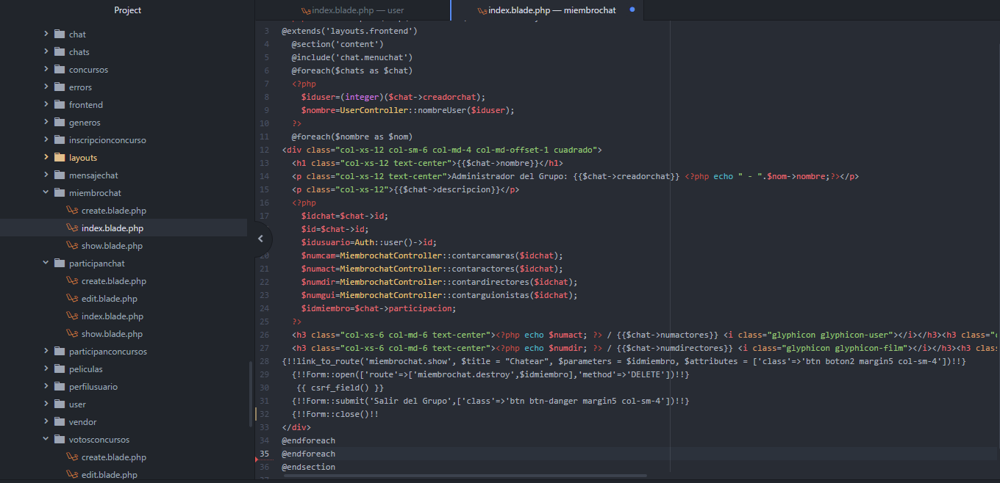 Project
chat
chats
concursos
errors
frontend
generos
inscripcionconcurso
layouts
mensajechat
miembrochat
create.blade.php
index.blade.php
show.blade.php
participanchat
create.blade.php
edit.blade.php
index.blade.php
show.blade.php
participanconcursos
peliculas
perfilusuario
user
vendor
votosconcursos
create.blade.php
edit.blade.php
index.blade.php — user
index.blade.php — miembrochat
3 @extends('layouts.frontend')
4 @section('content')
5 @include('chat.menuchat')
6 @foreach($chats as $chat)
7 <?php
8 $iduser=(integer)($chat->creadorchat);
9 $nombre=UserController::nombreUser($iduser);
10 ?>
11 @foreach($nombre as $nom)
12 <div class="col-xs-12 col-sm-6 col-md-4 col-md-offset-1 cuadrado">
13 <h1 class="col-xs-12 text-center">{{$chat->nombre}}</h1>
14 <p class="col-xs-12 text-center">Administrador del Grupo: {{$chat->creadorchat}} <?php echo " - ".$nom->nombre;?></p>
15 <p class="col-xs-12">{{$chat->descripcion}}</p>
16 <?php
17 $idchat=$chat->id;
$id=$chat->id;
$idusuario=Auth::user()->id;
20 $numcam=MiembrochatController::contarcamaras($idchat);
21 $numact=MiembrochatController::contaractores($idchat);
22 $numdir=MiembrochatController::contardirectores($idchat);
23 $numgui=MiembrochatController::contarguionistas($idchat);
24 $idmiembro=$chat->participacion;
25 ?>
26 <h3 class="col-xs-6 col-md-6 text-center"><?php echo $numact; ?> / {{$chat->numactores}} <i class="glyphicon glyphicon-user"></i></h3><h3 class="c
27 <h3 class="col-xs-6 col-md-6 text-center"><?php echo $numdir; ?> / {{$chat->numdirectores}} <i class="glyphicon glyphicon-film"></i></h3><h3 class=
28 {!!link_to_route('miembrochat.show', $title = "Chatear", $parameters = $idmiembro, $attributes = ['class'=>'btn boton2 margin5 col-sm-4'])!!}
29 {!!Form::open(['route'=>['miembrochat.destroy',$idmiembro],'method'=>'DELETE'])!!}
30 {{ csrf_field() }}
31 {!!Form::submit('Salir del Grupo',['class'=>'btn btn-danger margin5 col-sm-4'])!!}
32 {!!Form::close()!!
33 </div>
34 @endforeach
35 @endforeach
36 @endsection